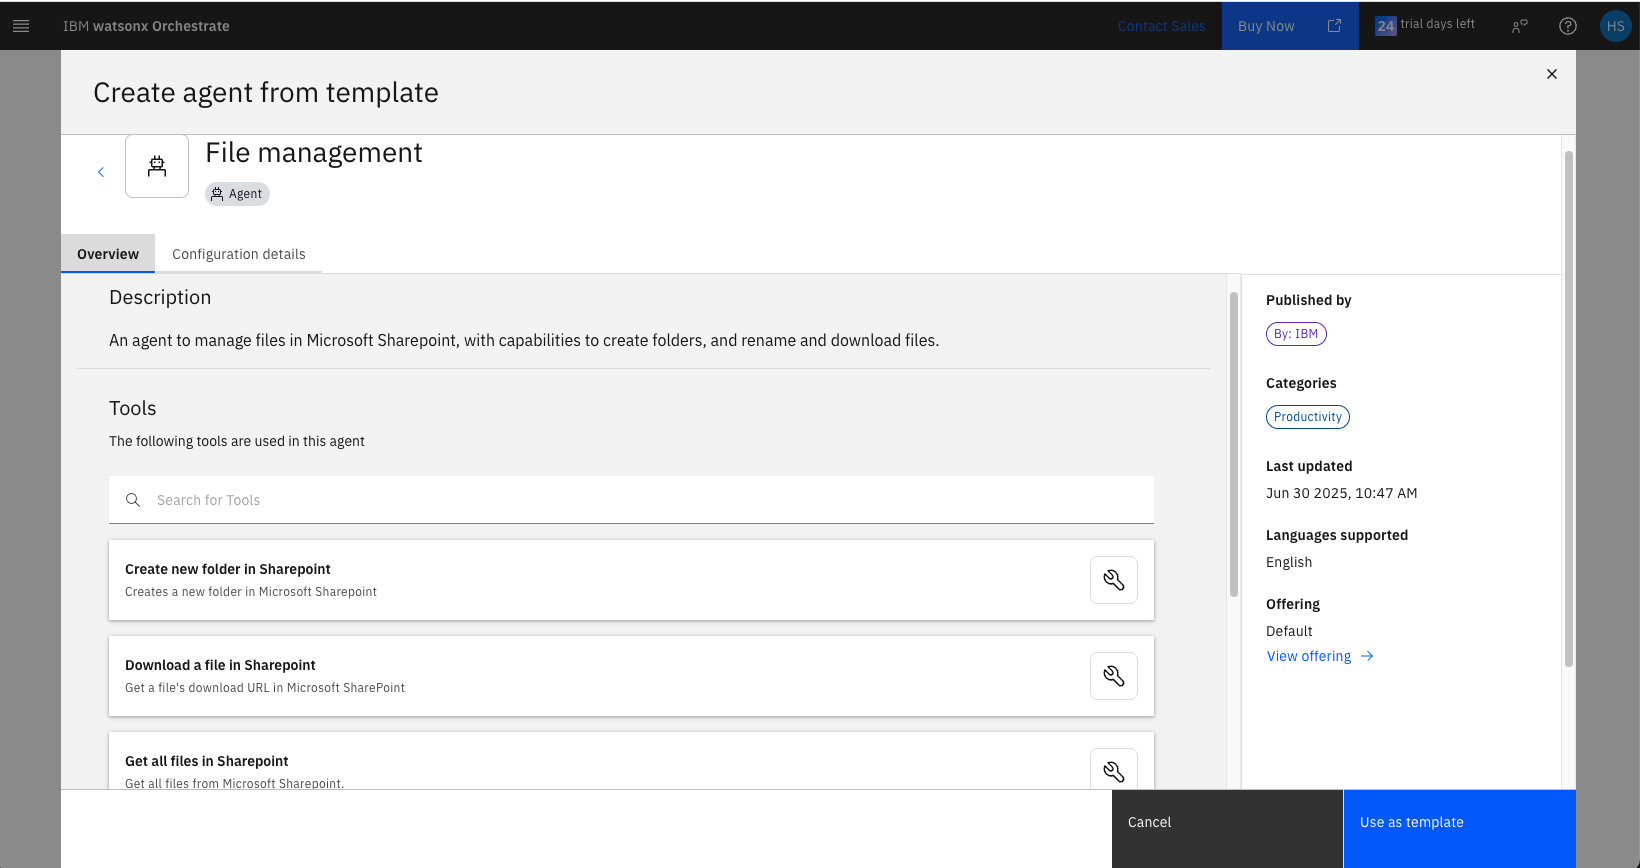 IBM watsonx Orchestrate
Contact Sales
Buy Now
24 trial days left
HS
Create agent from template
File management
Agent
Overview
Configuration details
Description
An agent to manage files in Microsoft Sharepoint, with capabilities to create folders, and rename and download files.
Tools
The following tools are used in this agent
Search for Tools
Create new folder in Sharepoint
Creates a new folder in Microsoft Sharepoint
Download a file in Sharepoint
Get a file's download URL in Microsoft SharePoint
Get all files in Sharepoint
Get all files from Microsoft Sharepoint.
Published by
By: IBM
Categories
Productivity
Last updated
Jun 30 2025, 10:47 AM
Languages supported
English
Offering
Default
View offering
Cancel
Use as template